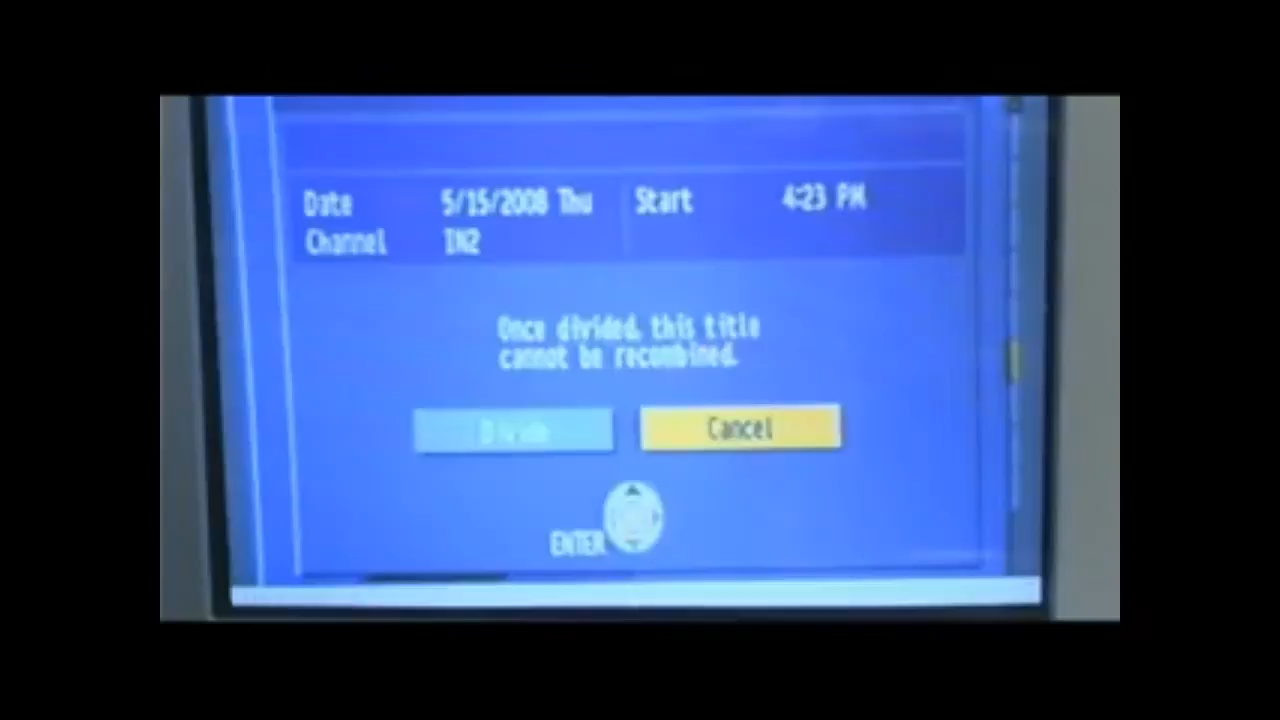 Date 5/15/2008 Thu Start 4:23 PM
Channel IN2
Once divided, this title
cannot be recombined.
Divide Cancel
ENTER